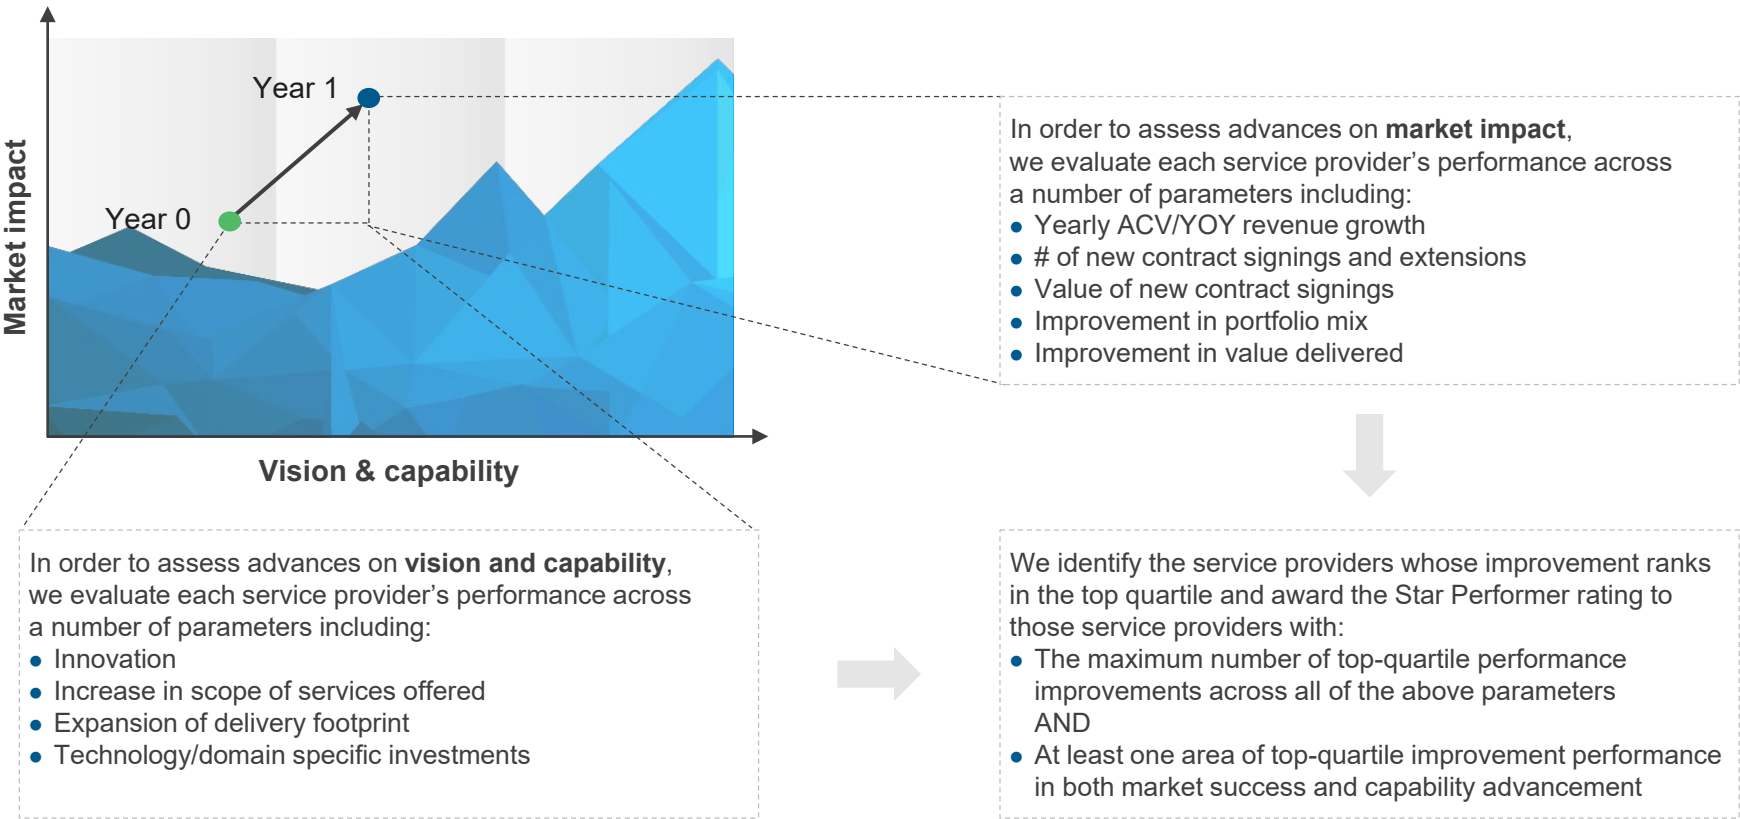 Year 1
Year 0
Market impact
Vision & capability
In order to assess advances on market impact,
we evaluate each service provider’s performance across
a number of parameters including:
● Yearly ACV/YOY revenue growth
● # of new contract signings and extensions
● Value of new contract signings
● Improvement in portfolio mix
● Improvement in value delivered
In order to assess advances on vision and capability,
we evaluate each service provider’s performance across
a number of parameters including:
● Innovation
● Increase in scope of services offered
● Expansion of delivery footprint
● Technology/domain specific investments
We identify the service providers whose improvement ranks
in the top quartile and award the Star Performer rating to
those service providers with:
● The maximum number of top-quartile performance
improvements across all of the above parameters
AND
● At least one area of top-quartile improvement performance
in both market success and capability advancement